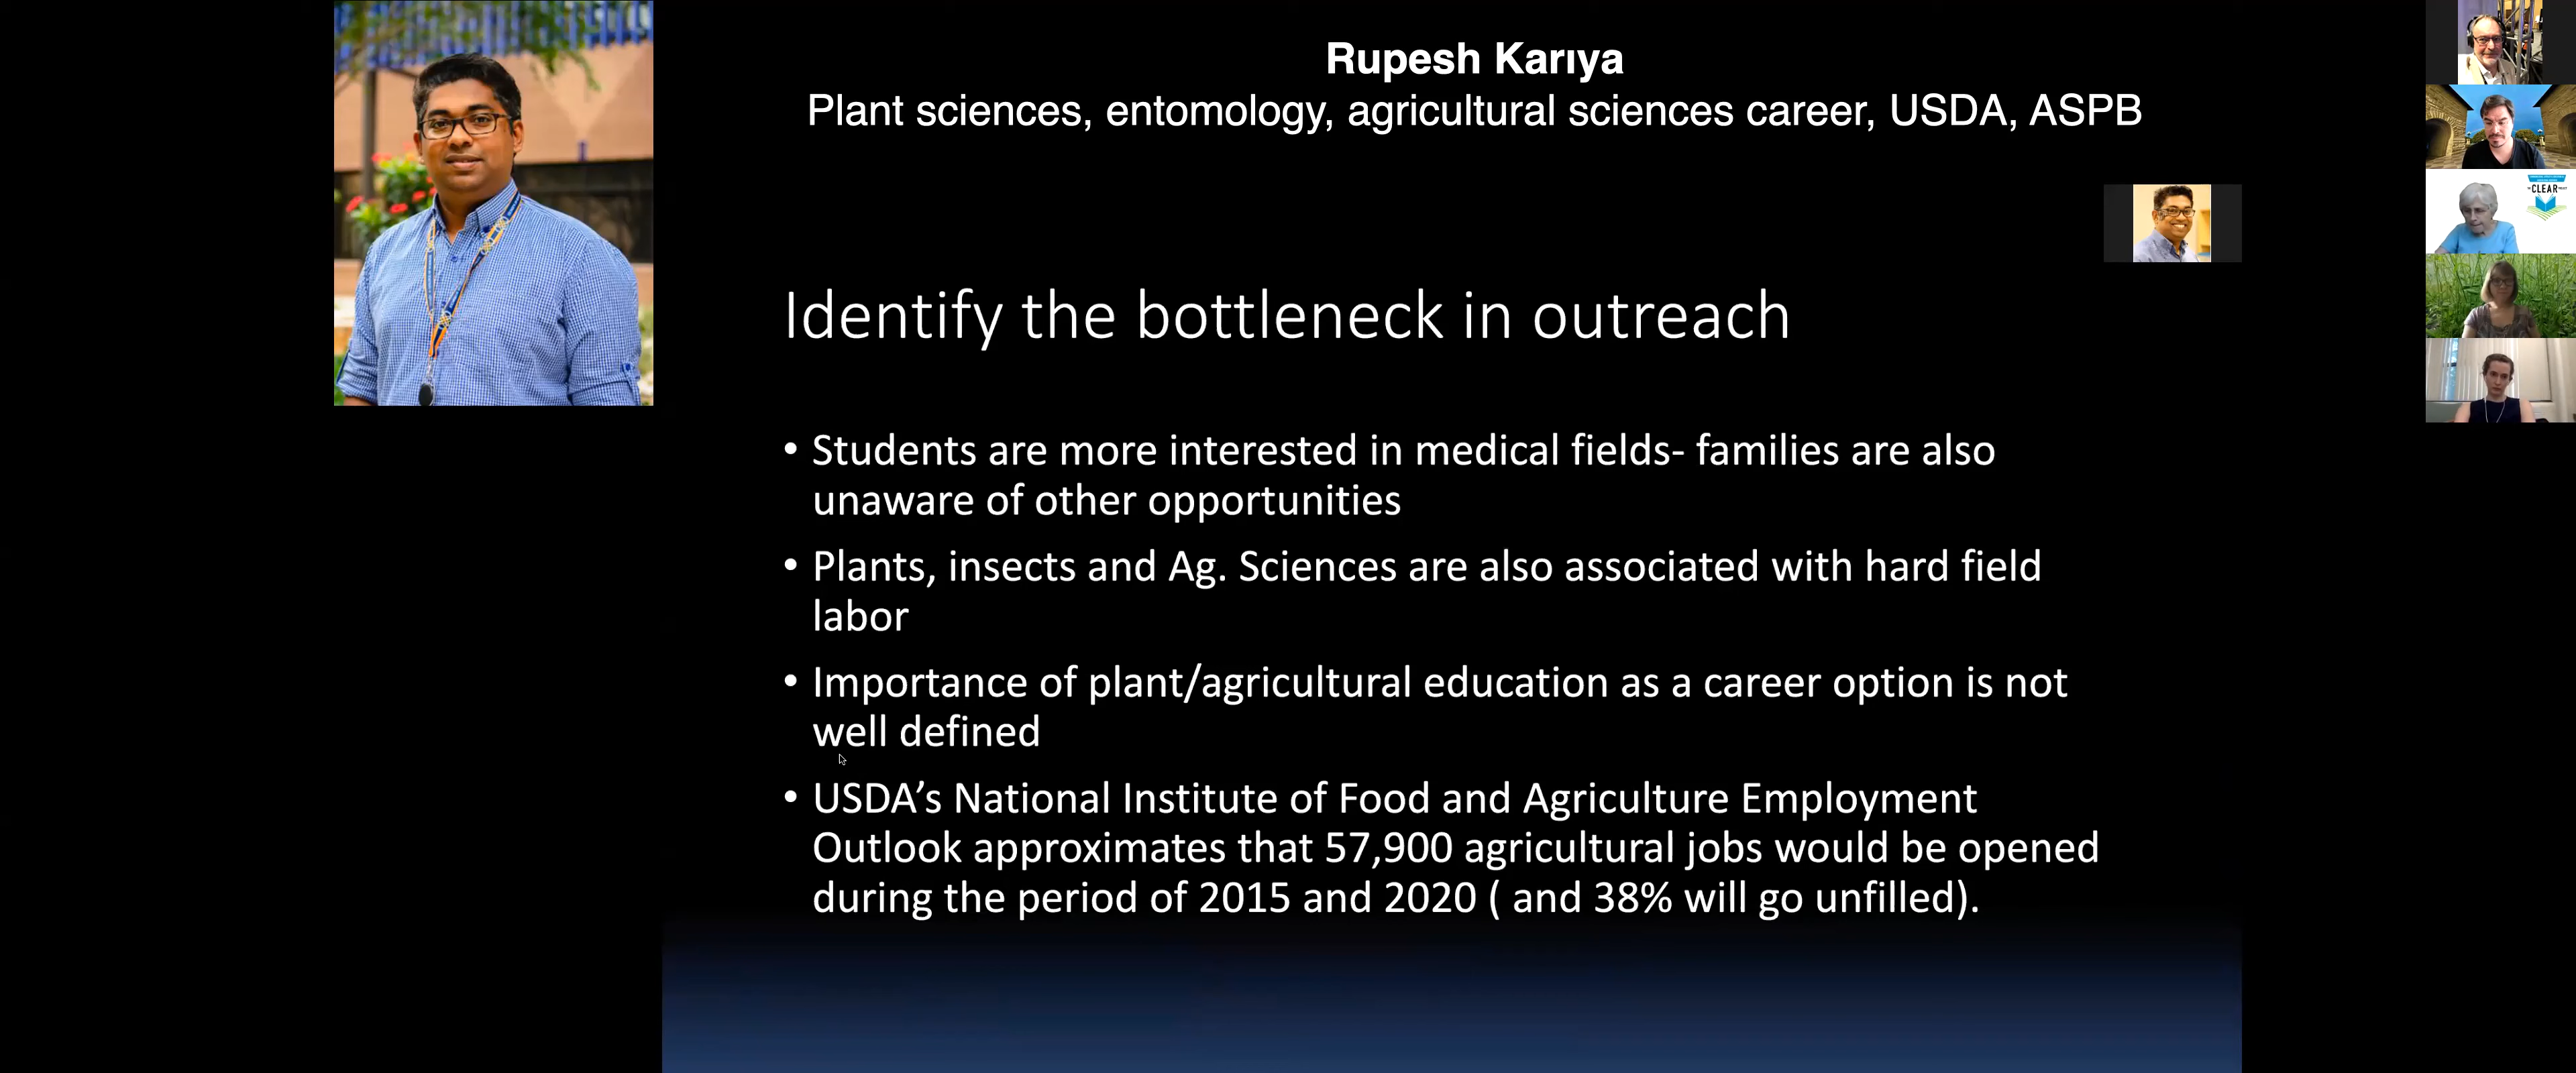 Rupesh Karıya
Plant sciences, entomology, agricultural sciences career, USDA, ASPB
CLEAR
Identify the bottleneck in outreach
• Students are more interested in medical fields- families are also
unaware of other opportunities
• Plants, insects and Ag. Sciences are also associated with hard field
labor
• Importance of plant/agricultural education as a career option is not
well defined
• USDA's National Institute of Food and Agriculture Employment
Outlook approximates that 57,900 agricultural jobs would be opened
during the period of 2015 and 2020 ( and 38% will go unfilled).